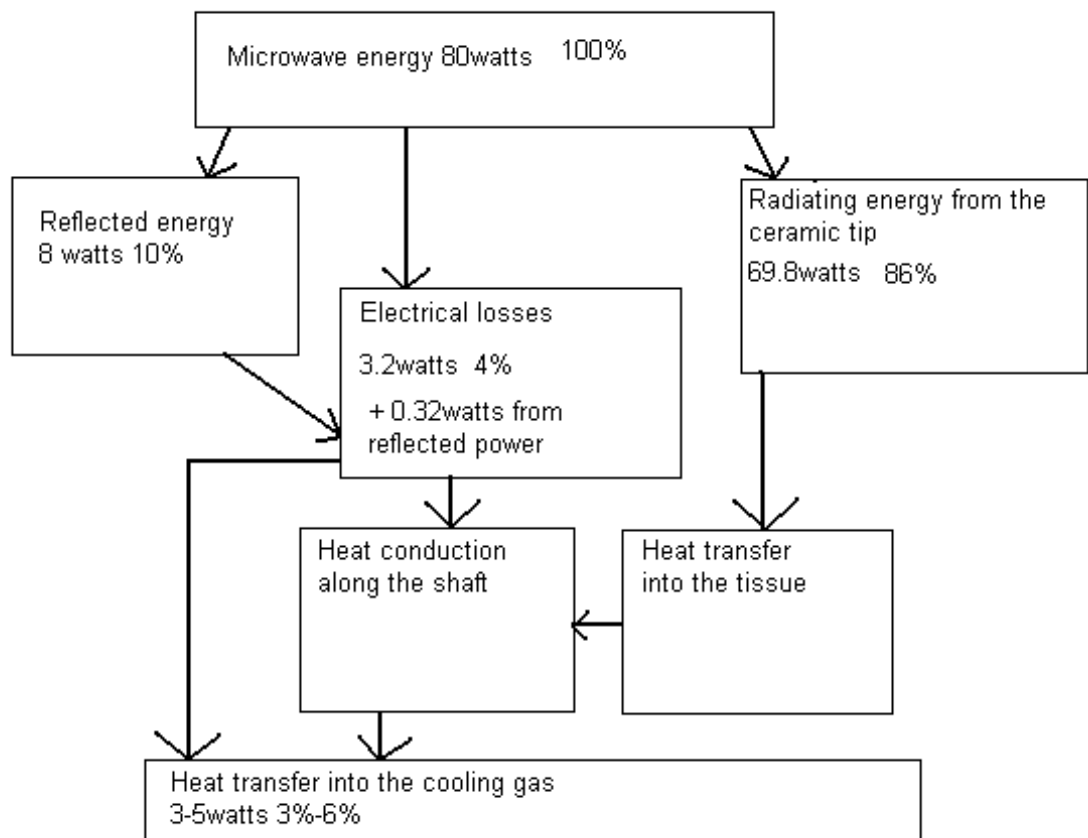 Microwave energy 80watts 100%
Reflected energy
8 watts 10%
Radiating energy from the
ceramic tip
69.8watts 86%
Electrical losses
3.2watts 4%
+ 0.32watts from
reflected power
Heat conduction
along the shaft
Heat transfer
into the tissue
Heat transfer into the cooling gas
3-5watts 3%-6%